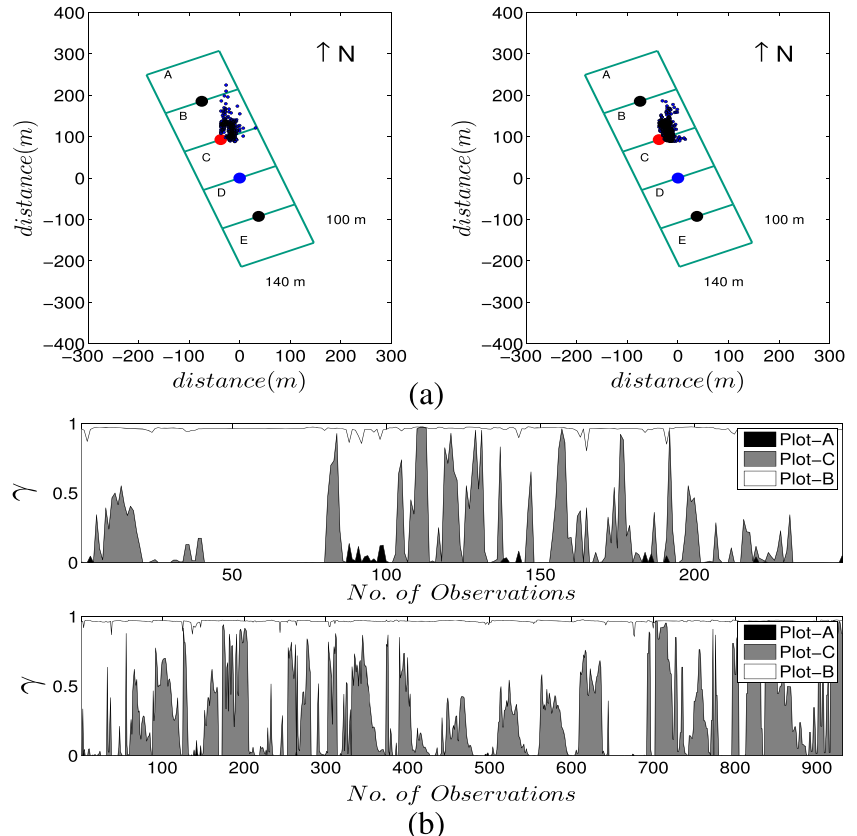 400
300
200
100
0
−100
−200
−300
−400
distance(m)
A
B
C
D
E
↑ N
100 m
140 m
−300 −200 −100 0 100 200 300
distance(m)
400
300
200
100
0
−100
−200
−300
−400
distance(m)
A
B
C
D
E
↑ N
100 m
140 m
−300 −200 −100 0 100 200 300
distance(m)
(a)
1
0.5
0
γ
Plot−A
Plot−C
Plot−B
50 100 150 200
No. of Observations
1
0.5
0
γ
Plot−A
Plot−C
Plot−B
100 200 300 400 500 600 700 800 900
No. of Observations
(b)